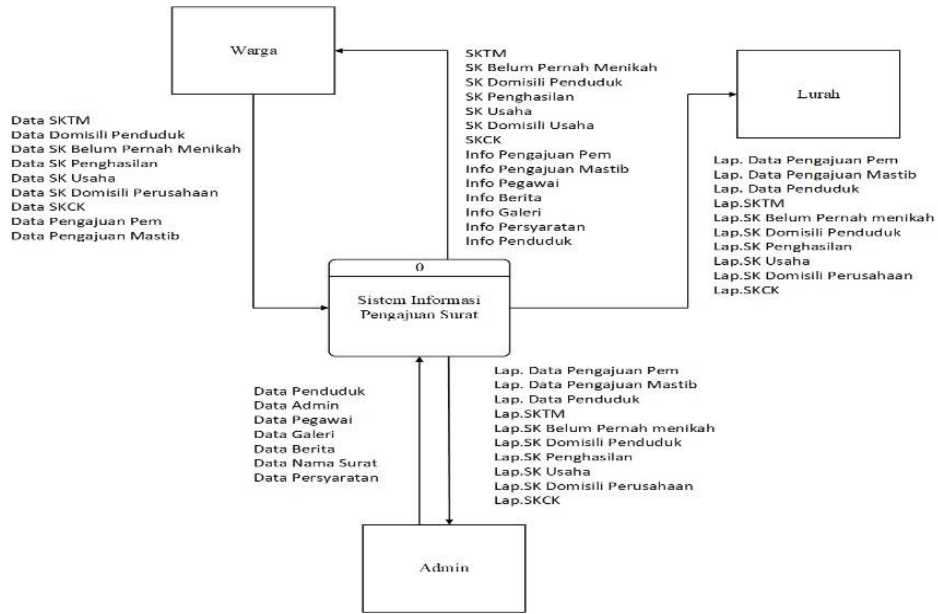 Warga
SKTM
SK Belum Pernah Menikah
SK Domisili Penduduk
SK Penghasilan
SK Usaha
SK Domisili Usaha
SKCK
Info Pengajuan Pem
Info Pengajuan Mastib
Info Pegawai
Info Berita
Info Galeri
Info Persyaratan
Info Penduduk
Lurah
Data SKTM
Data Domisili Penduduk
Data SK Belum Pernah Menikah
Data SK Penghasilan
Data SK Usaha
Data SK Domisili Perusahaan
Data SKCK
Data Pengajuan Pem
Data Pengajuan Mastib
Lap. Data Pengajuan Pem
Lap. Data Pengajuan Mastib
Lap. Data Penduduk
Lap.SKTM
Lap.SK Belum Pernah menikah
Lap.SK Domisili Penduduk
Lap.SK Penghasilan
Lap.SK Usaha
Lap.SK Domisili Perusahaan
Lap.SKCK
0
Sistem Informasi
Pengajuan Surat
Data Penduduk
Data Admin
Data Pegawai
Data Galeri
Data Berita
Data Nama Surat
Data Persyaratan
Lap. Data Pengajuan Pem
Lap. Data Pengajuan Mastib
Lap. Data Penduduk
Lap.SKTM
Lap.SK Belum Pernah menikah
Lap.SK Domisili Penduduk
Lap.SK Penghasilan
Lap.SK Usaha
Lap.SK Domisili Perusahaan
Lap.SKCK
Admin